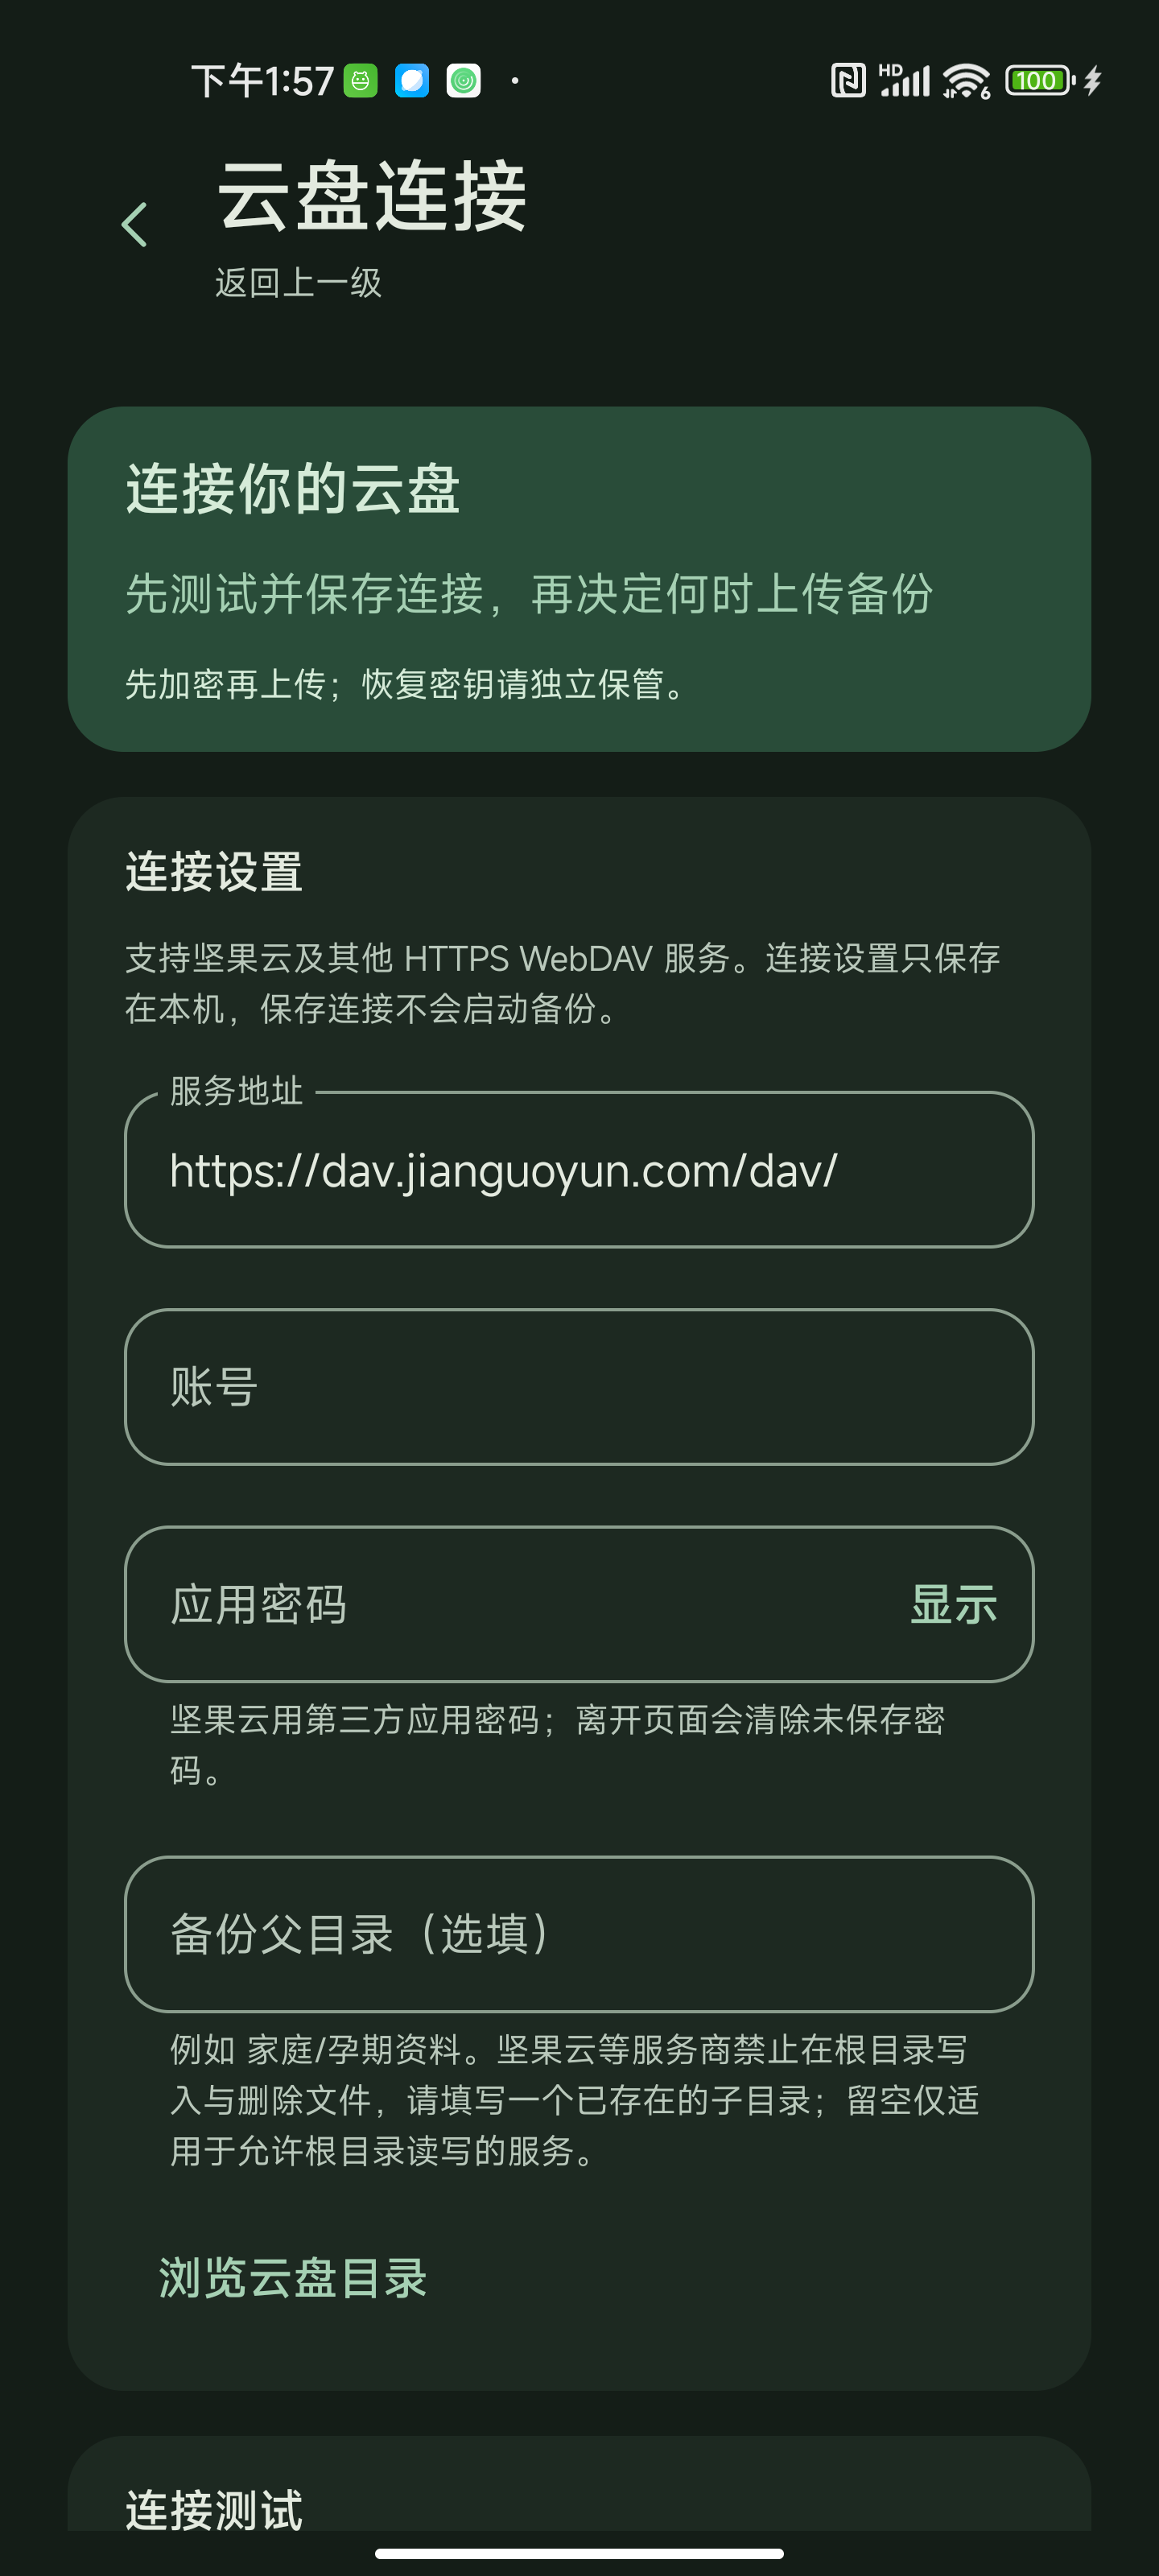 下午1:57
HD
6
100
云盘连接
返回上一级
连接你的云盘
先测试并保存连接，再决定何时上传备份
先加密再上传；恢复密钥请独立保管。
连接设置
支持坚果云及其他 HTTPS WebDAV 服务。连接设置只保存
在本机，保存连接不会启动备份。
服务地址
https://dav.jianguoyun.com/dav/
账号
应用密码
显示
坚果云用第三方应用密码；离开页面会清除未保存密
码。
备份父目录（选填）
例如 家庭/孕期资料。坚果云等服务商禁止在根目录写
入与删除文件，请填写一个已存在的子目录；留空仅适
用于允许根目录读写的服务。
浏览云盘目录
连接测试